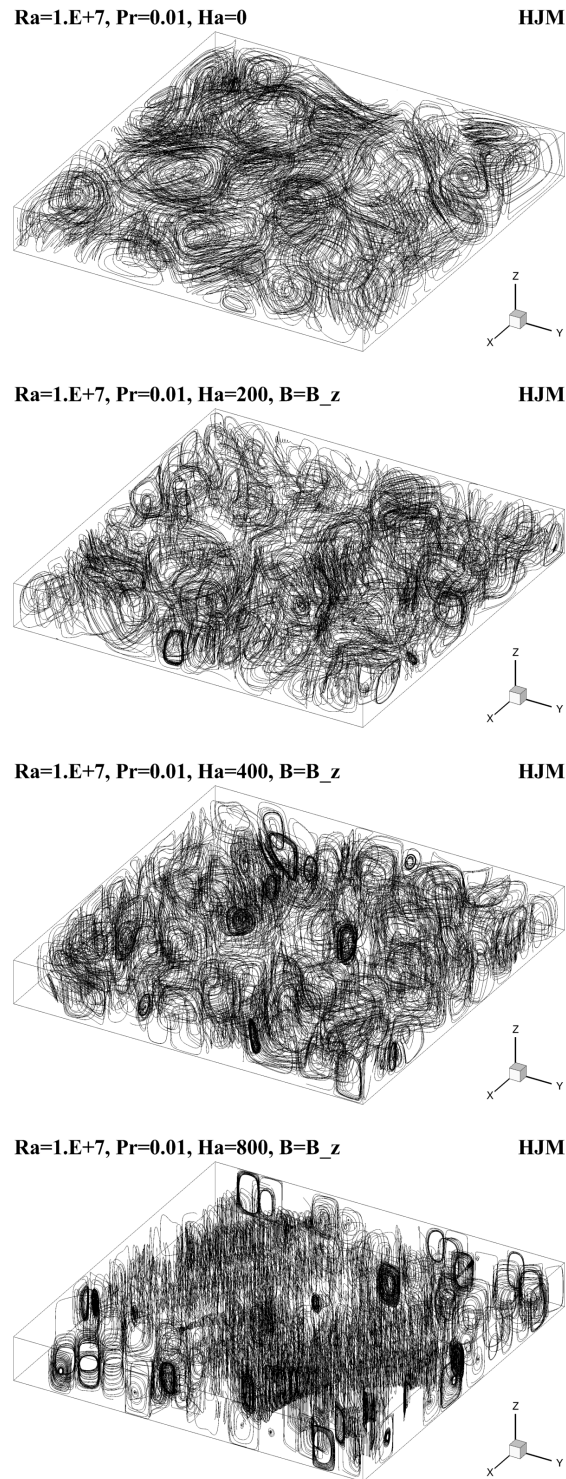 Ra=1.E+7, Pr=0.01, Ha=0 HJM
Z
X Y
Ra=1.E+7, Pr=0.01, Ha=200, B=B_z HJM
Z
X Y
Ra=1.E+7, Pr=0.01, Ha=400, B=B_z HJM
Z
X Y
Ra=1.E+7, Pr=0.01, Ha=800, B=B_z HJM
Z
X Y